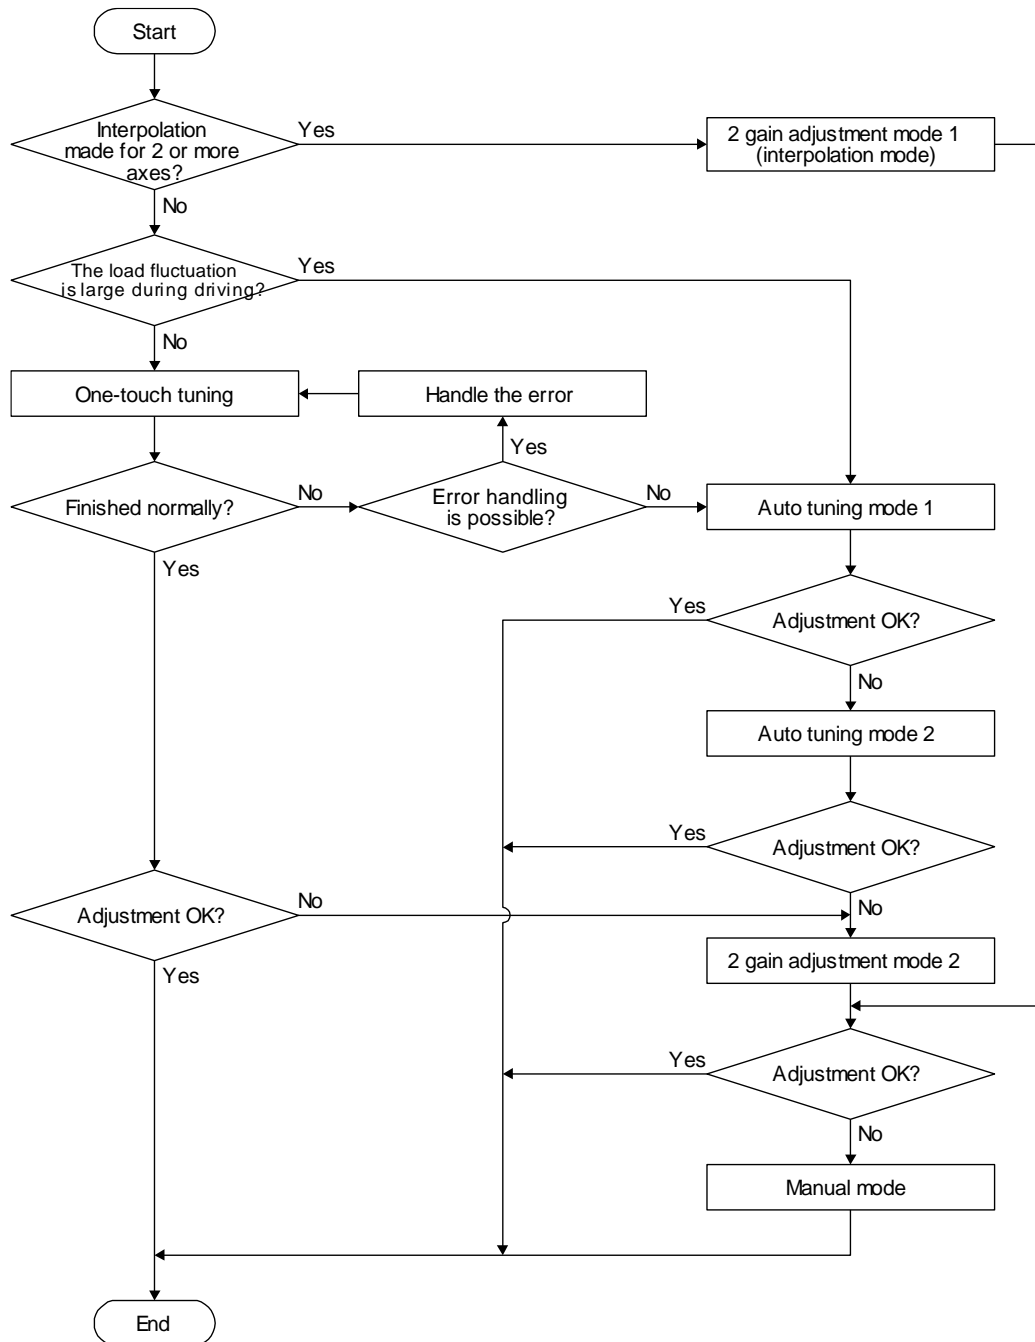 Start
Interpolation
made for 2 or more
axes?
Yes
2 gain adjustment mode 1
(interpolation mode)
No
The load fluctuation
is large during driving?
Yes
No
One-touch tuning
Handle the error
Yes
Finished normally?
No
Error handling
is possible?
No
Auto tuning mode 1
Yes
Yes
Adjustment OK?
No
Auto tuning mode 2
Yes
Adjustment OK?
No
Adjustment OK?
No
Yes
2 gain adjustment mode 2
Yes
Adjustment OK?
No
Manual mode
End